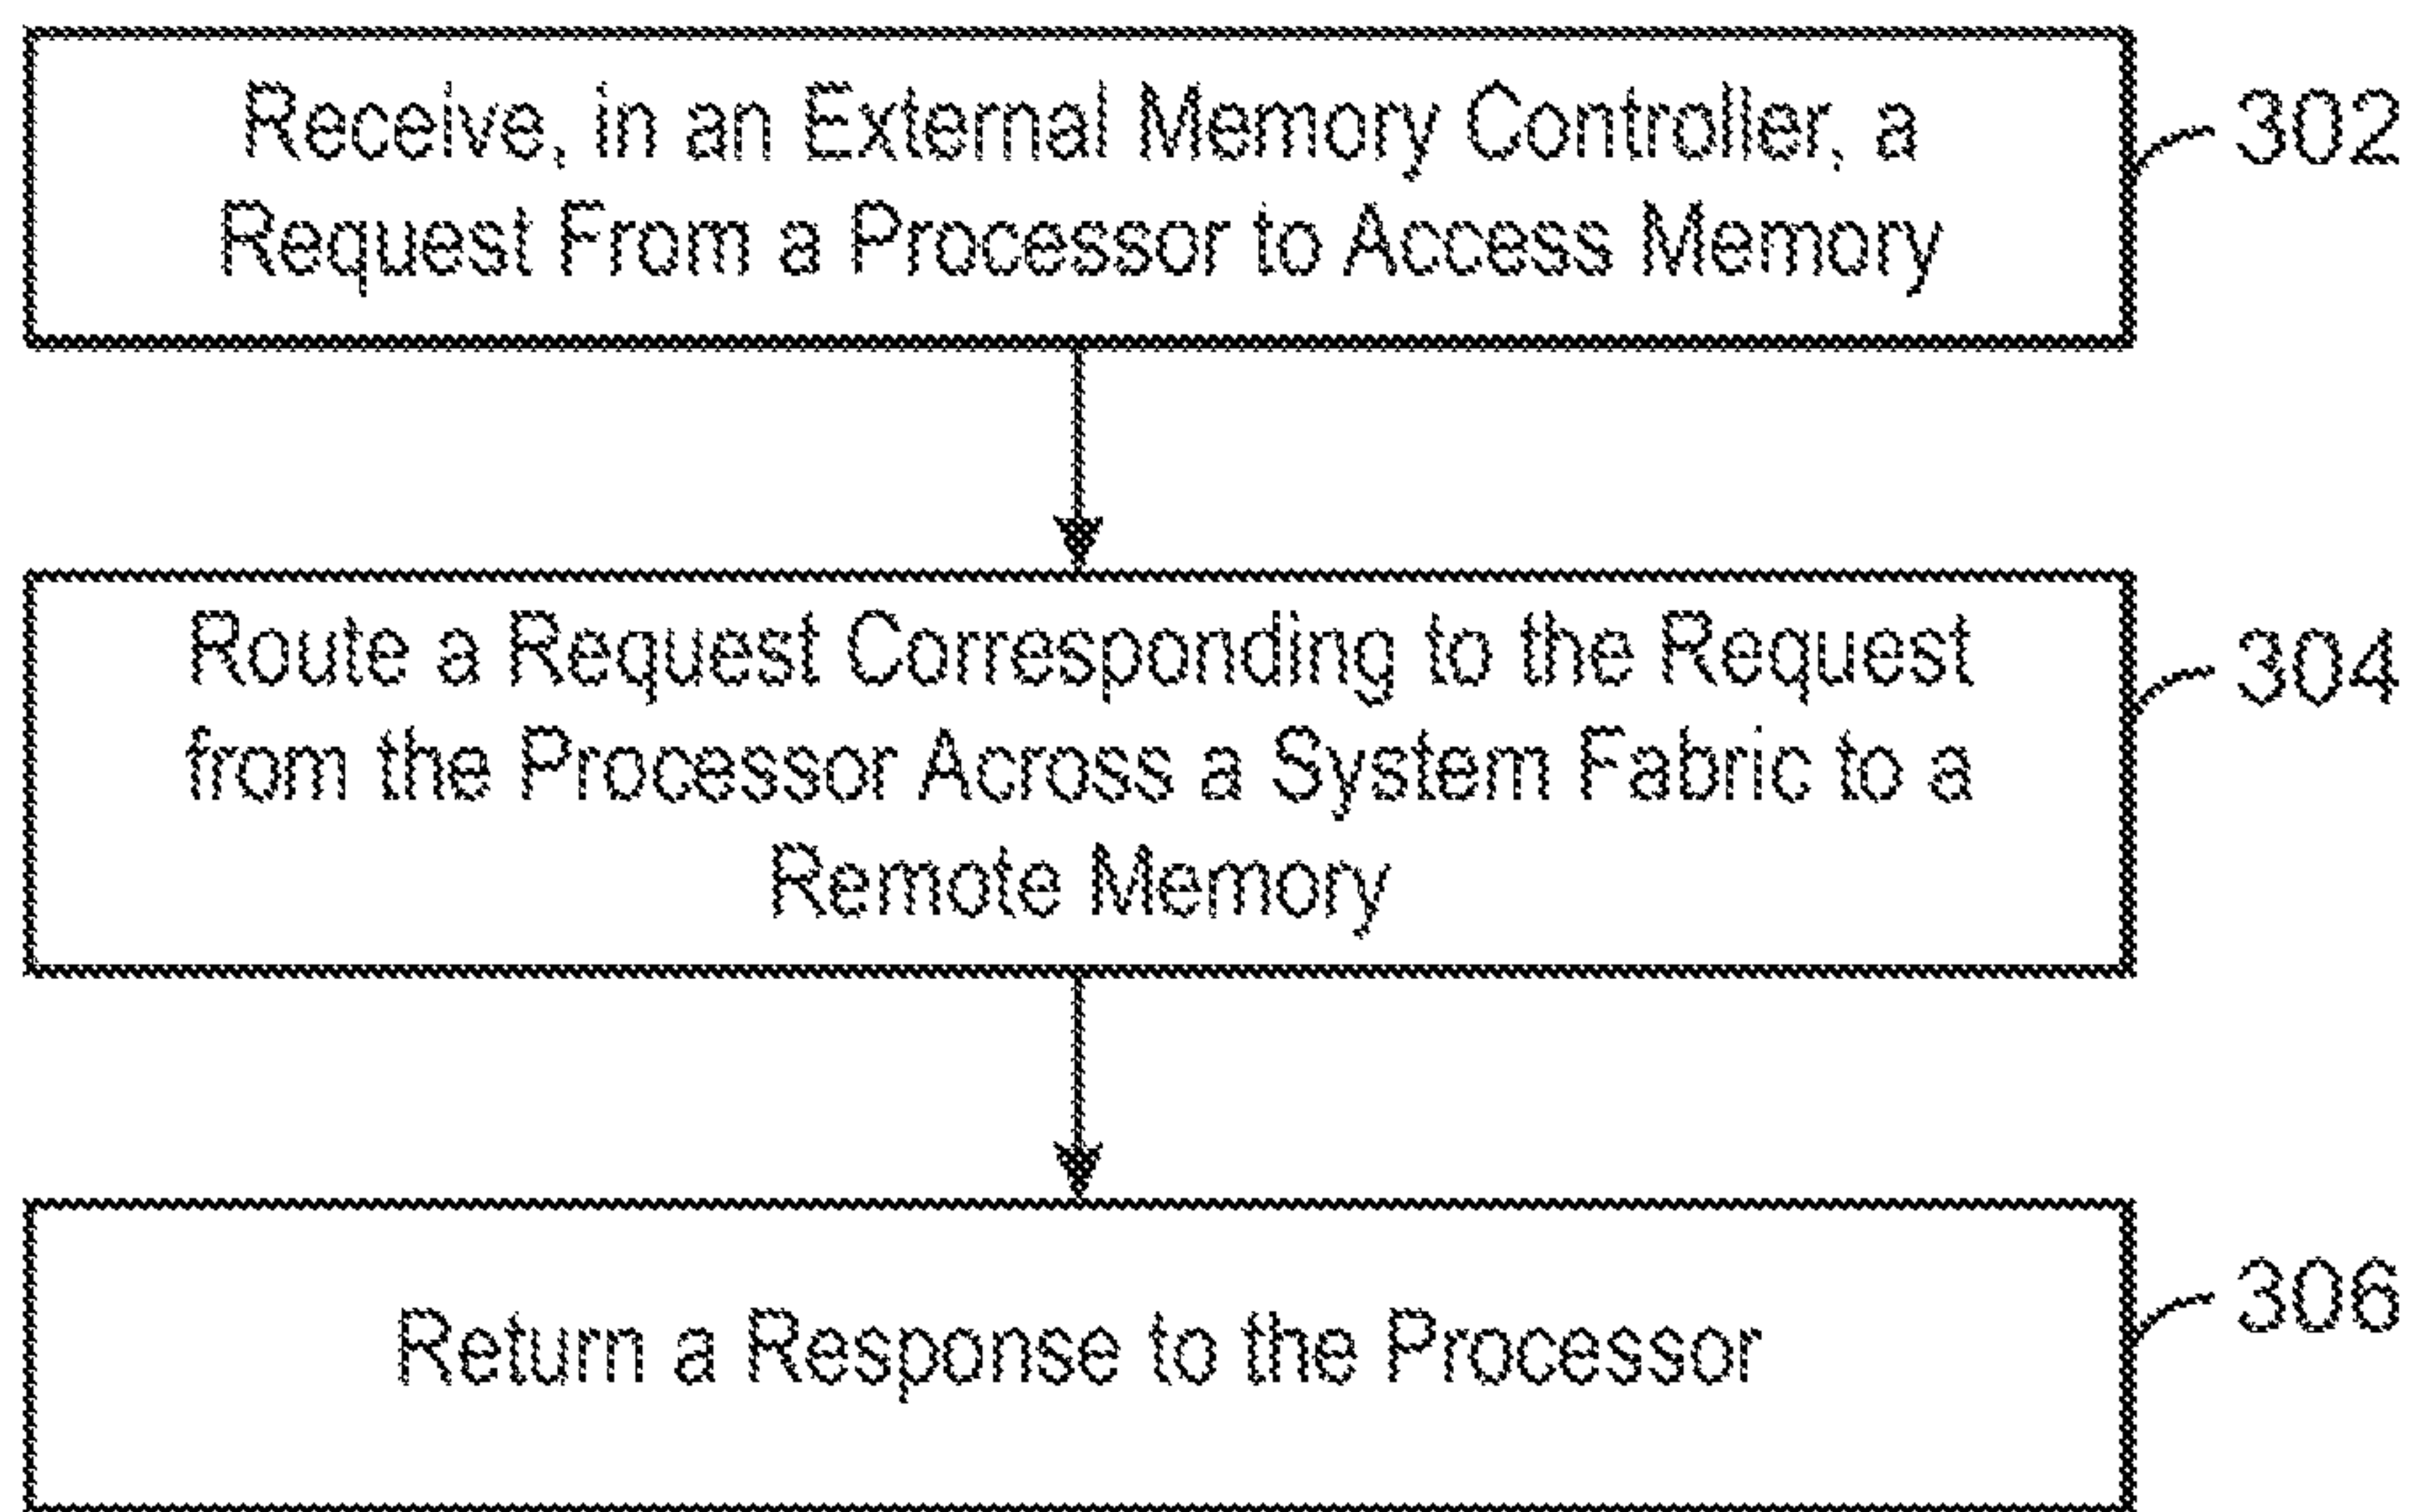 Receive, in an External Memory Controller, a
Request From a Processor to Access Memory
302
Route a Request Corresponding to the Request
from the Processor Across a System Fabric to a
Remote Memory
304
Return a Response to the Processor
306